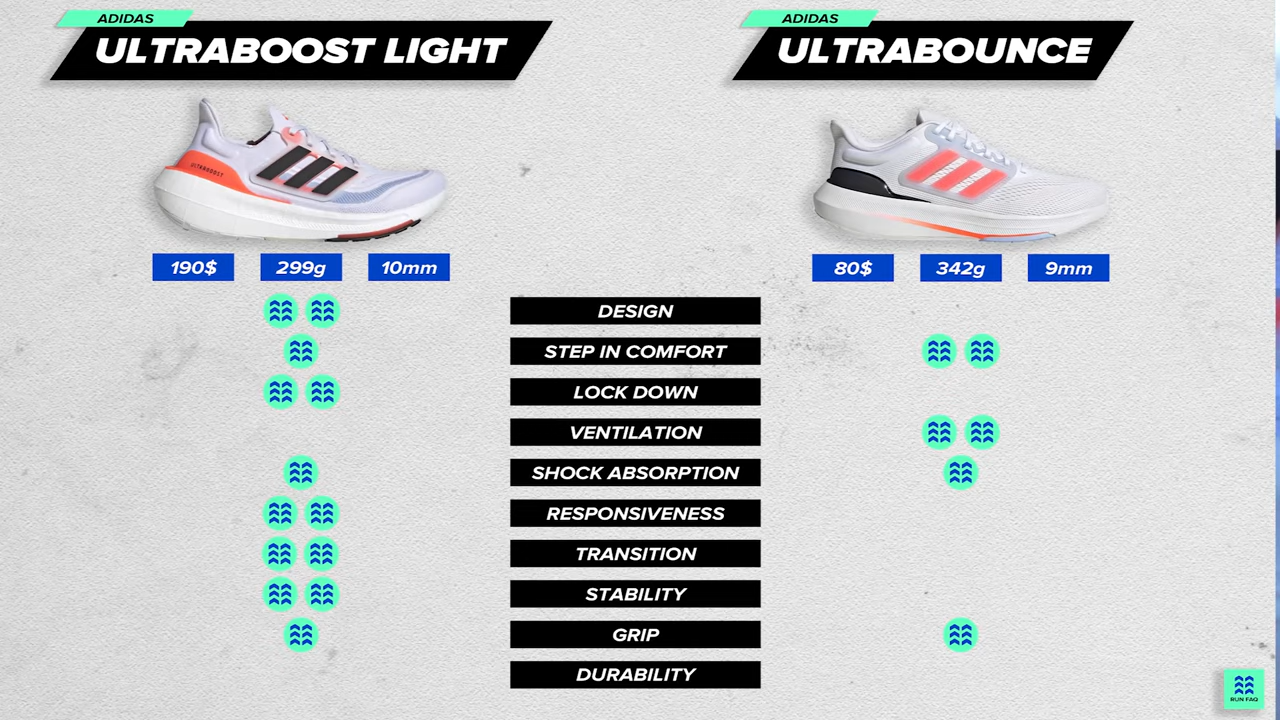 ADIDAS
ULTRABOOST LIGHT
ADIDAS
ULTRABOUNCE
ULTRABOOST
190$ 299g 10mm
80$ 342g 9mm
DESIGN
STEP IN COMFORT
LOCK DOWN
VENTILATION
SHOCK ABSORPTION
RESPONSIVENESS
TRANSITION
STABILITY
GRIP
DURABILITY
RUN FAQ